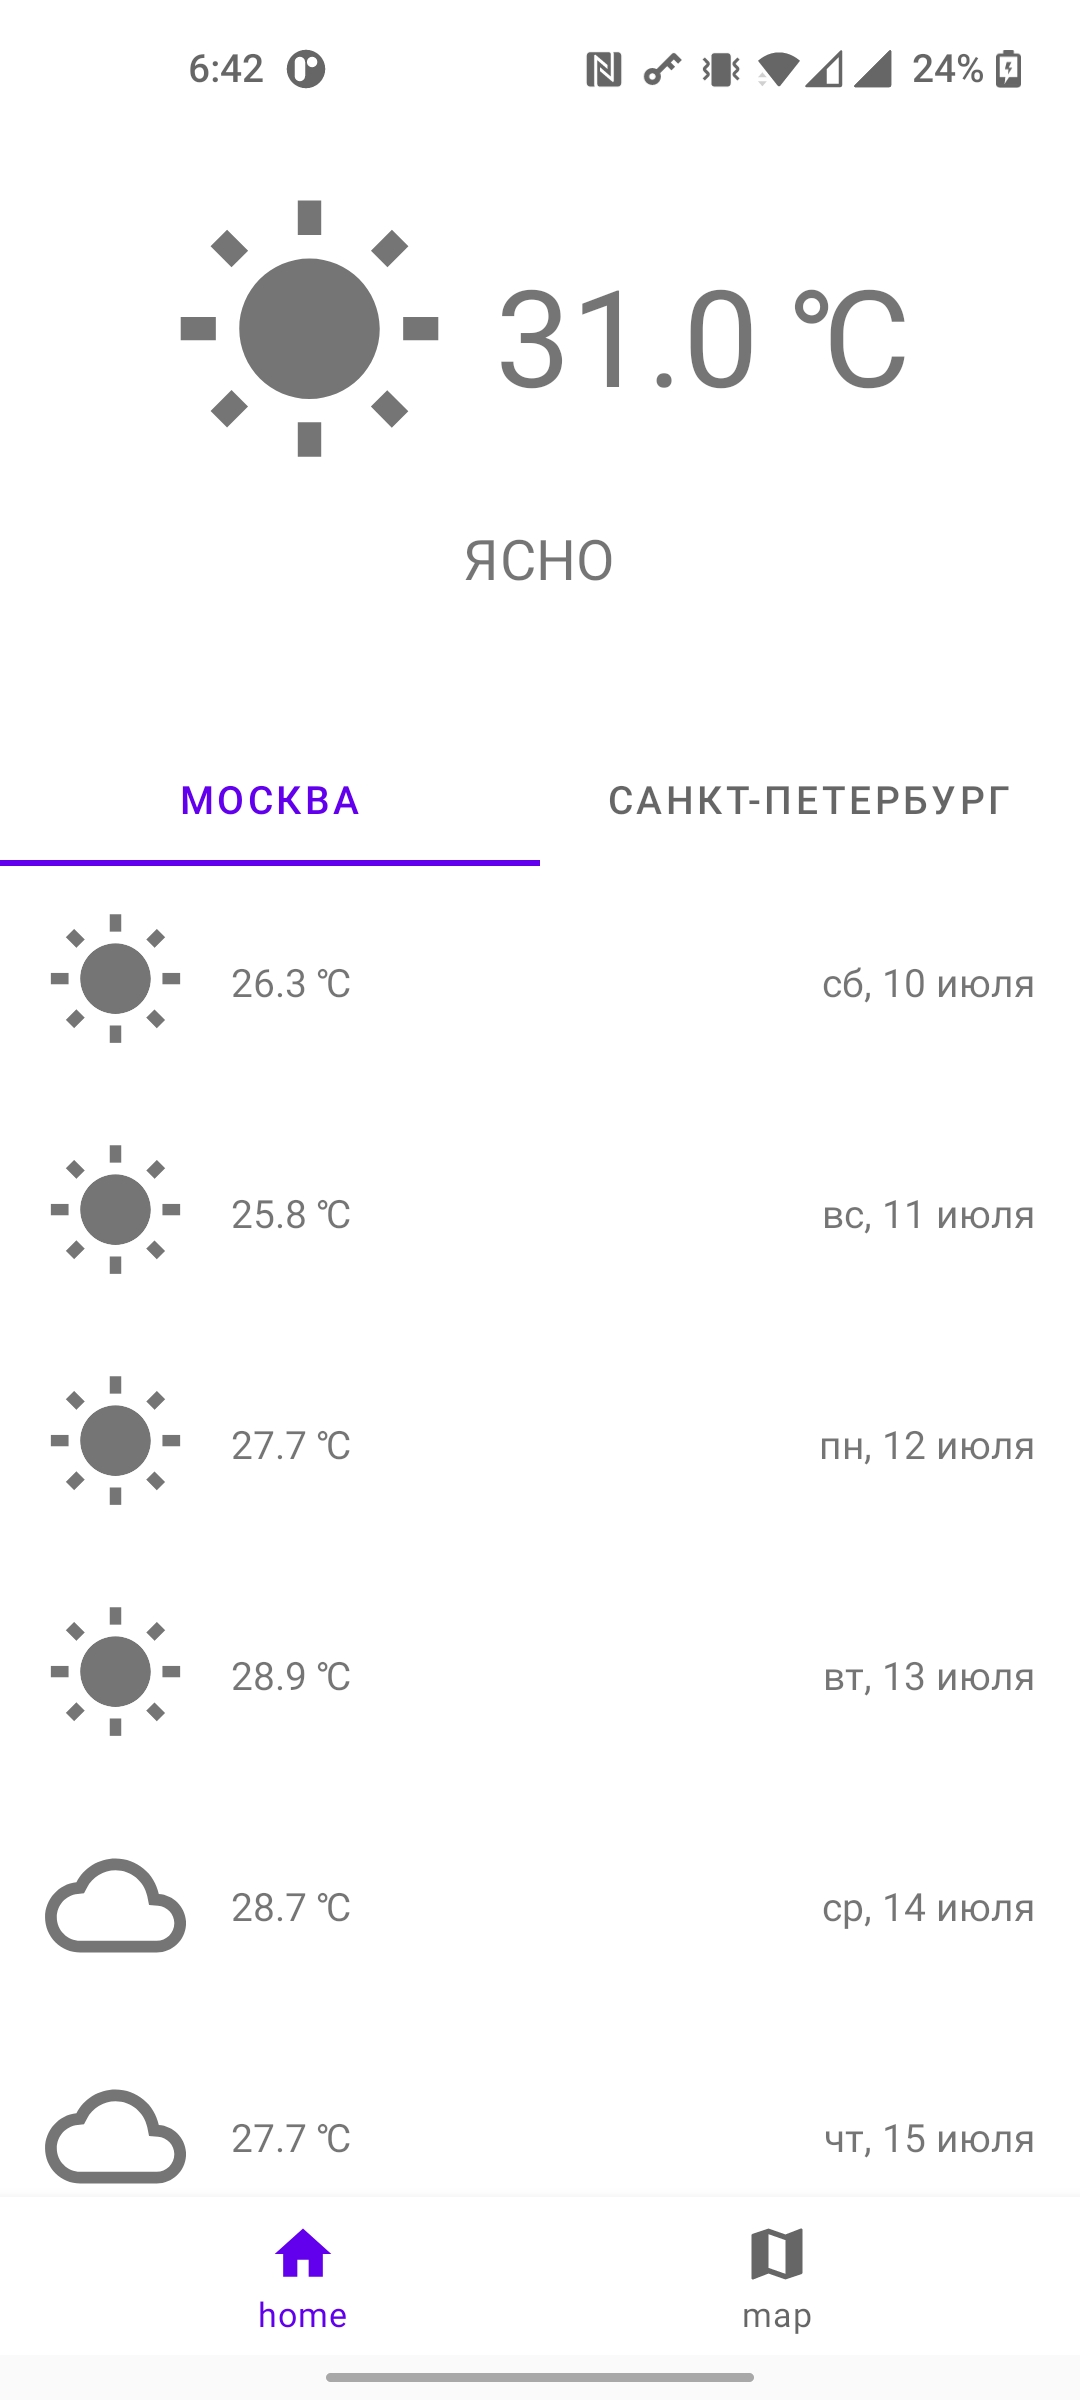 6:42 24%
31.0 ℃
ЯСНО
МОСКВА САНКТ-ПЕТЕРБУРГ
26.3 ℃ сб, 10 июля
25.8 ℃ вс, 11 июля
27.7 ℃ пн, 12 июля
28.9 ℃ вт, 13 июля
28.7 ℃ ср, 14 июля
27.7 ℃ чт, 15 июля
home map